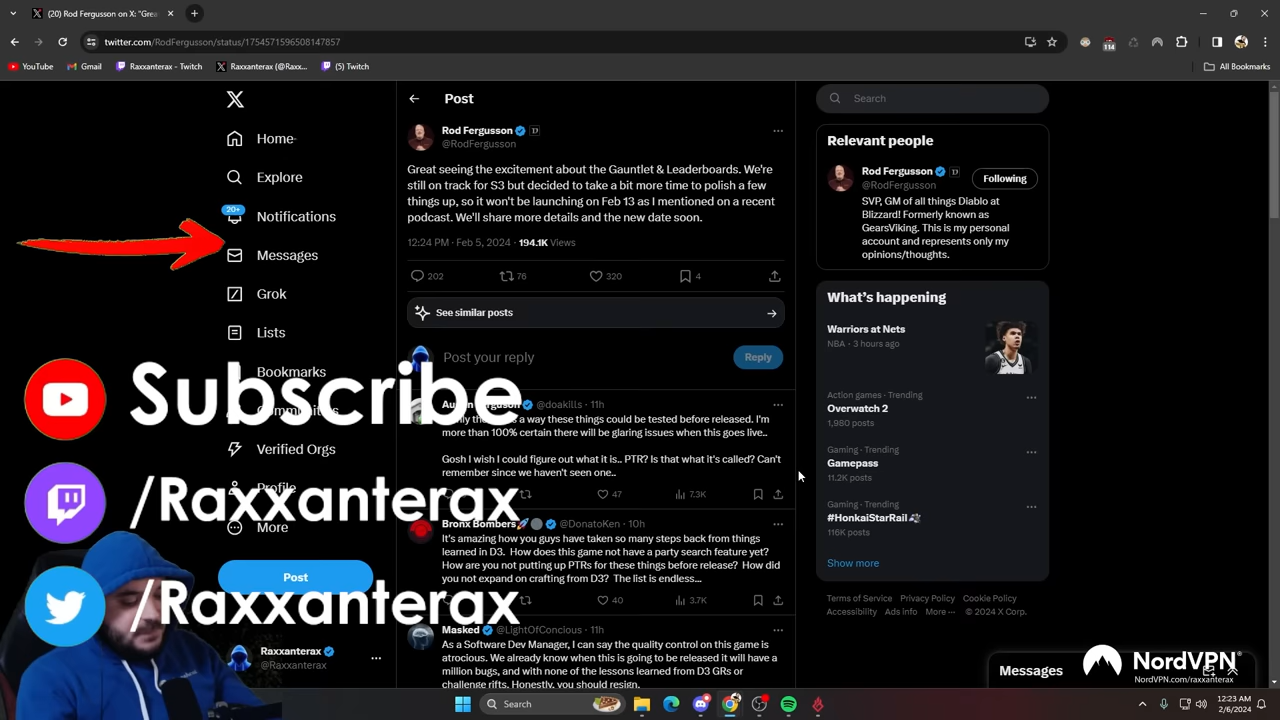 (20) Rod Fergusson on X: "Grea
twitter.com/RodFergusson/status/1754571596508147857
114
YouTube
Gmail
Raxxanterax - Twitch
Raxxanterax (@Raxx...
(5) Twitch
All Bookmarks
Home
Explore
20+
Notifications
Messages
Grok
Lists
Bookmarks
Verified Orgs
Profile
More
Post
Raxxanterax
@Raxxanterax
Subscribe
/Raxxanterax
/Raxxanterax
Post
Rod Fergusson
@RodFergusson
Great seeing the excitement about the Gauntlet & Leaderboards. We're
still on track for S3 but decided to take a bit more time to polish a few
things up, so it won't be launching on Feb 13 as I mentioned on a recent
podcast. We'll share more details and the new date soon.
12:24 PM · Feb 5, 2024 · 194.1K Views
202
76
320
4
See similar posts
Post your reply
Reply
@doakills · 11h
a way these things could be tested before released. I'm
more than 100% certain there will be glaring issues when this goes live..
Gosh I wish I could figure out what it is.. PTR? Is that what it's called? Can't
remember since we haven't seen one..
47
7.3K
Bronx Bombers @DonatoKen · 10h
It's amazing how you guys have taken so many steps back from things
learned in D3. How does this game not have a party search feature yet?
How are you not putting up PTRs for these things before release? How did
you not expand on crafting from D3? The list is endless...
40
3.7K
Masked @LightOfConcious · 11h
As a Software Dev Manager, I can say the quality control on this game is
atrocious. We already know when this is going to be released it will have a
million bugs, and with none of the lessons learned from D3 GRs or
challenge rifts. Honestly, you should resign.
Search
Relevant people
Rod Fergusson
@RodFergusson
Following
SVP, GM of all things Diablo at
Blizzard! Formerly known as
GearsViking. This is my personal
account and represents only my
opinions/thoughts.
What's happening
Warriors at Nets
NBA · 3 hours ago
Action games · Trending
Overwatch 2
1,980 posts
Gaming · Trending
Gamepass
11.2K posts
Gaming · Trending
#HonkaiStarRail
116K posts
Show more
Terms of Service Privacy Policy Cookie Policy
Accessibility Ads info More ··· © 2024 X Corp.
Messages
NordVPN®
NordVPN.com/raxxanterax
Search
12:23 AM
2/6/2024